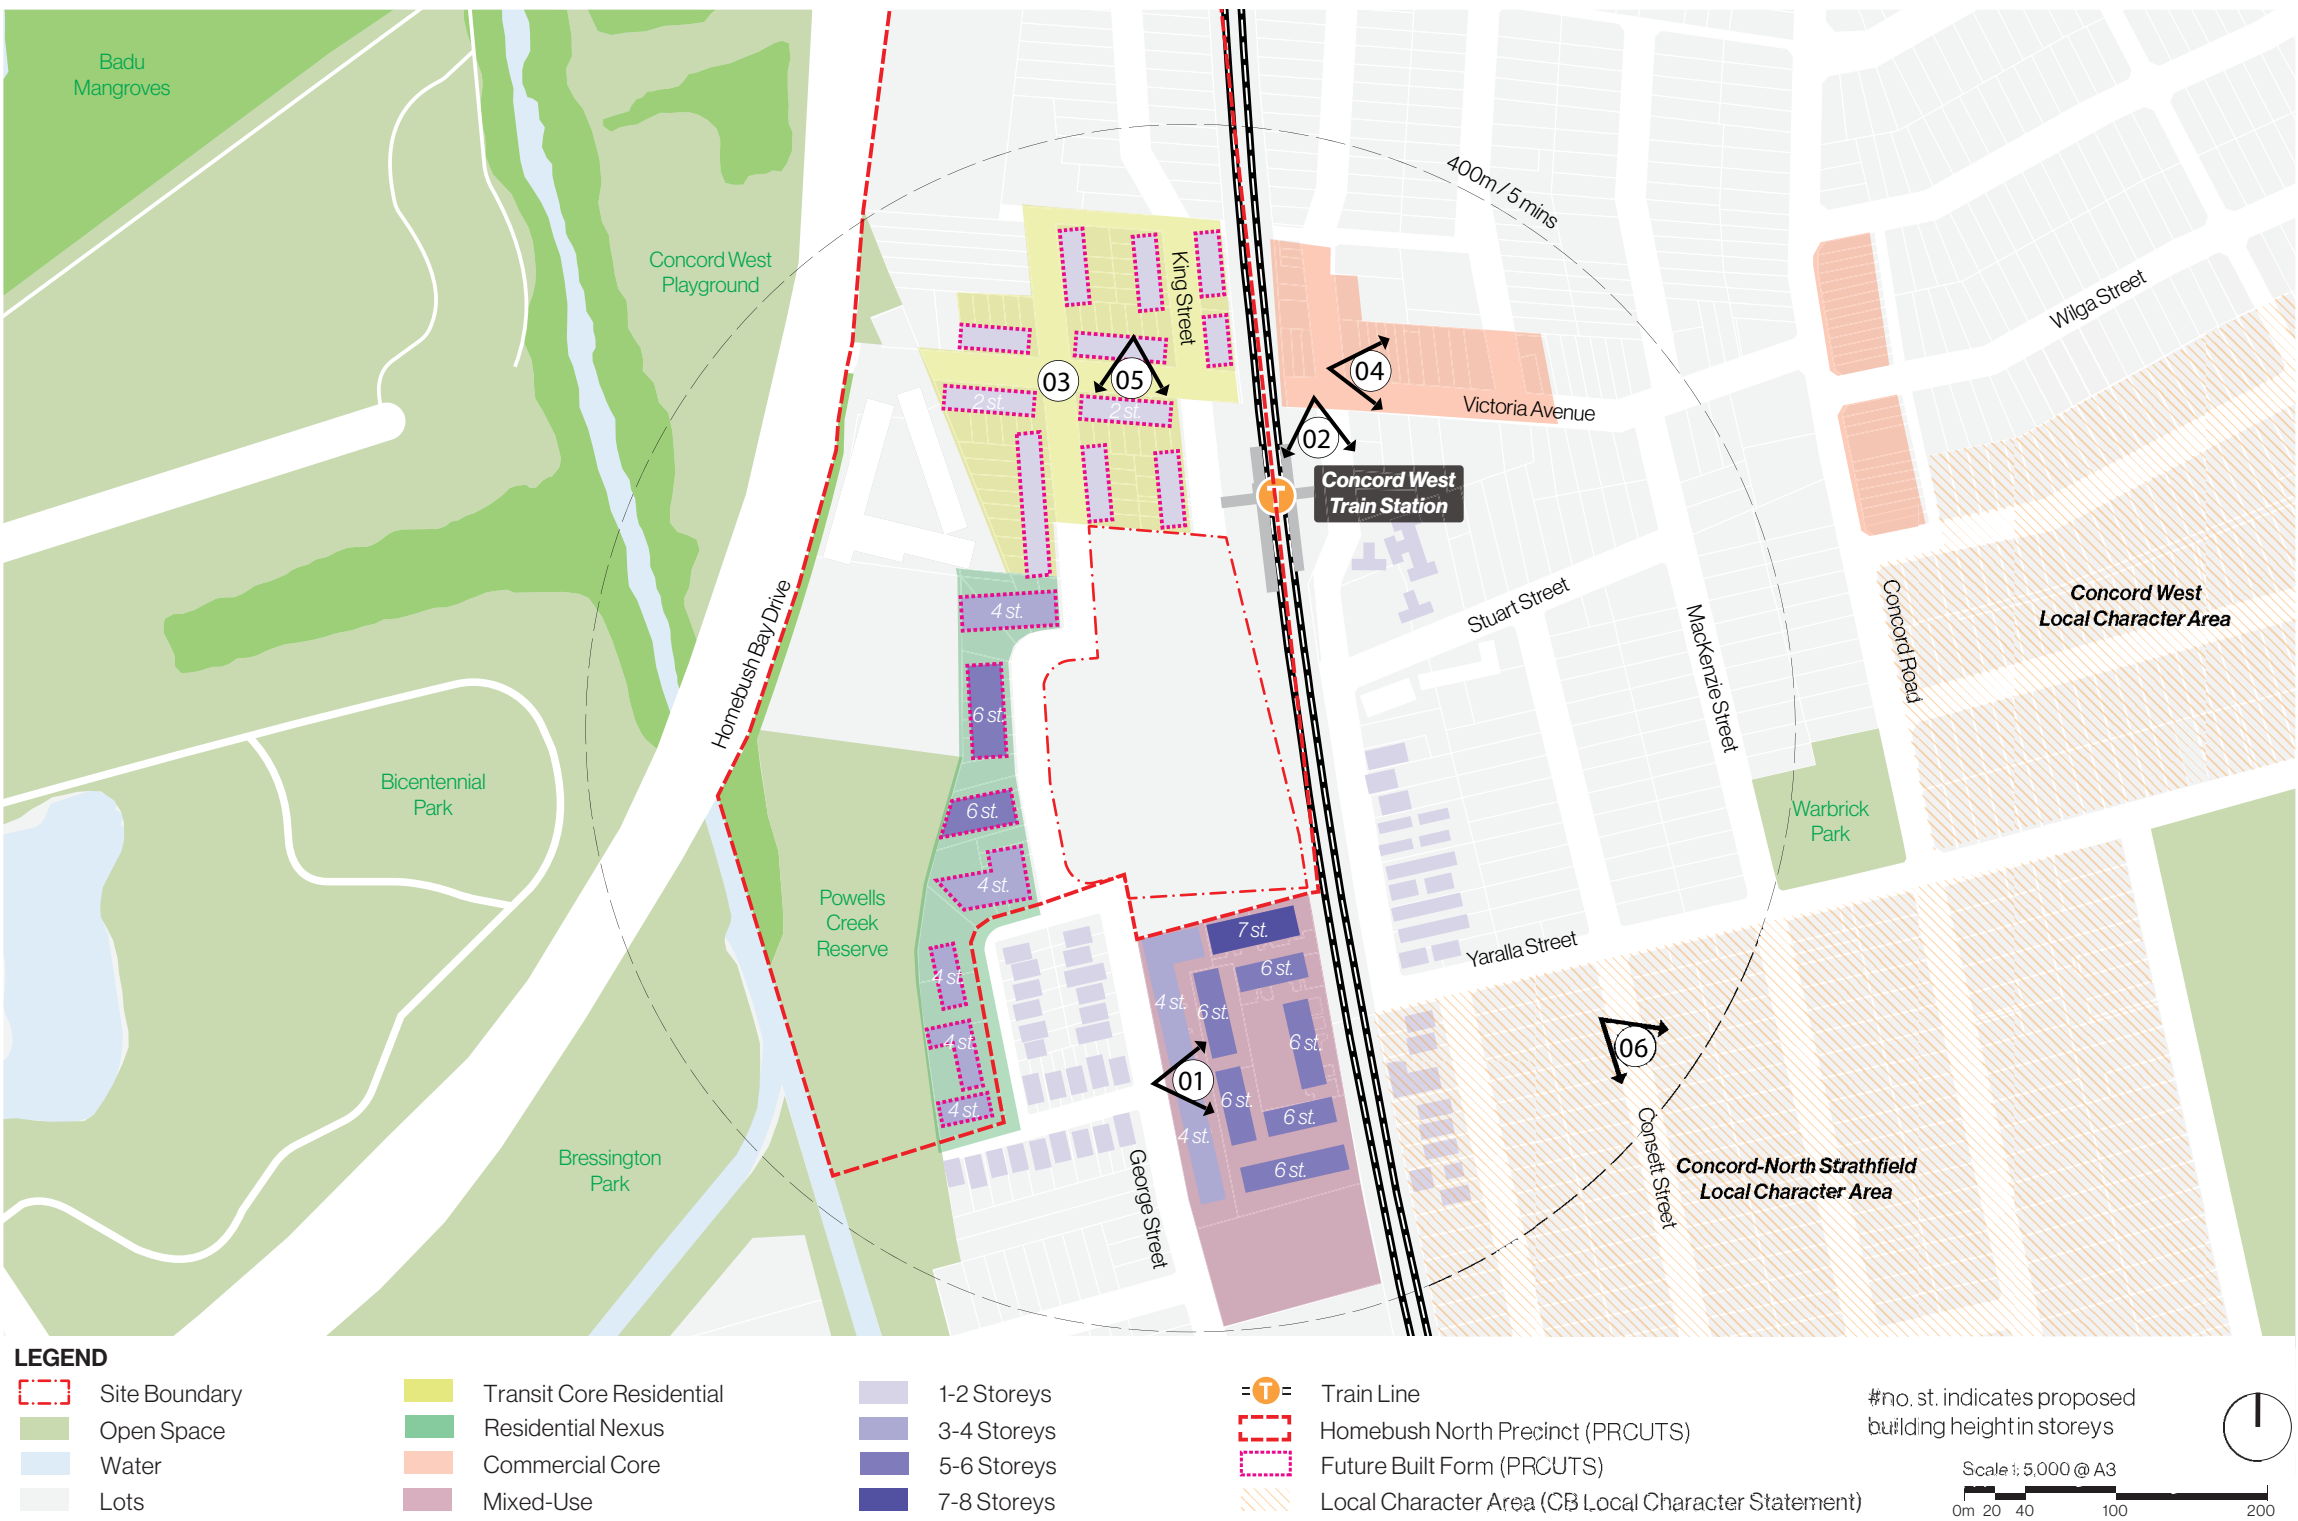 Badu
Mangroves
400m / 5 mins
Concord West
Playground
King Street
Wilga Street
03
05
04
2 st.
2 st.
Victoria Avenue
02
T
Concord West
Train Station
4 st.
Homebush Bay Drive
Stuart Street
MacKenzie Street
Concord Road
Concord West
Local Character Area
6 st.
Bicentennial
Park
6 st.
Warbrick
Park
4 st.
Powells
Creek
Reserve
7 st.
Yaralla Street
4 st.
6 st.
4 st.
6 st.
4 st.
6 st.
06
01
6 st.
4 st.
6 st.
4 st.
6 st.
Bressington
Park
George Street
Consett Street
Concord-North Strathfield
Local Character Area
LEGEND
Site Boundary
Open Space
Water
Lots
Transit Core Residential
Residential Nexus
Commercial Core
Mixed-Use
1-2 Storeys
3-4 Storeys
5-6 Storeys
7-8 Storeys
T
Train Line
Homebush North Precinct (PRCUTS)
Future Built Form (PRCUTS)
Local Character Area (CB Local Character Statement)
#no. st. indicates proposed
building height in storeys
Scale 1: 5,000 @ A3
0m 20 40 100 200